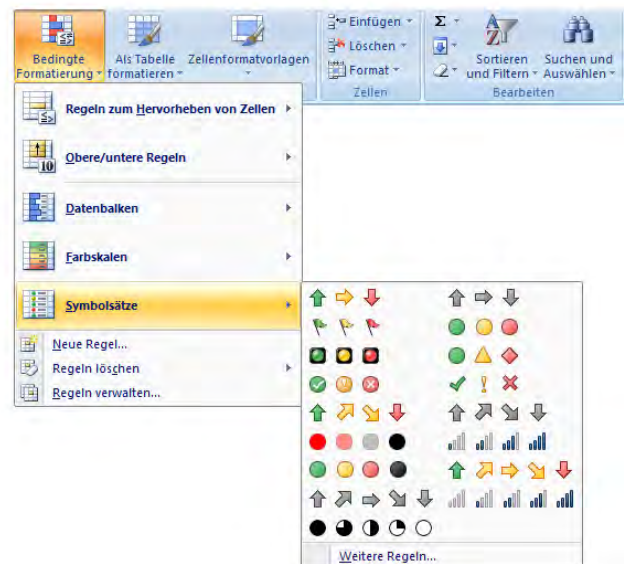 Bedingte Formatierung
Als Tabelle formatieren
Zellenformatvorlagen
Einfügen
Löschen
Format
Zellen
Σ
A
Z
Sortieren und Filtern
Suchen und Auswählen
Bearbeiten
Regeln zum Hervorheben von Zellen
10
Obere/untere Regeln
Datenbalken
Farbskalen
Symbolsätze
Neue Regel...
Regeln löschen
Regeln verwalten...
Weitere Regeln...